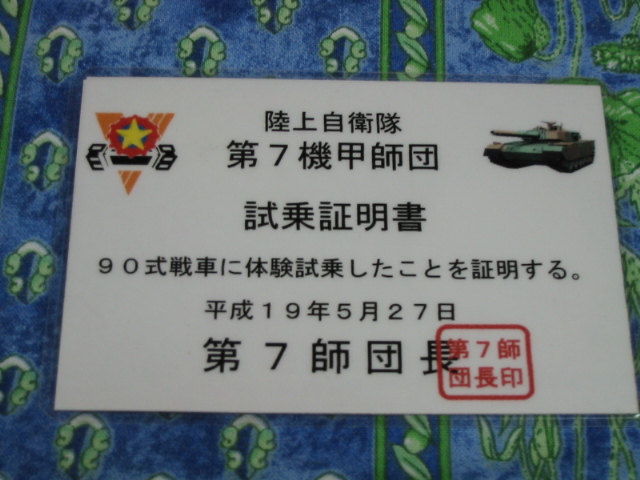 陸上自衛隊
第７機甲師団
試乗証明書
９０式戦車に体験試乗したことを証明する。
平成１９年５月２７日
第７師団長
第７師
団長印